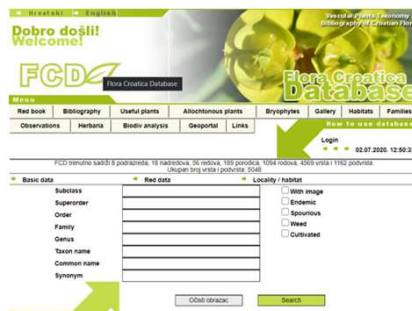 Hrvatski English
Dobro došli!
Welcome!
Vascular Plants Taxonomy
Bibliography of Croatian Flora
FCD
Flora Croatica Database
Flora Croatica
Database
Menu
Red book Bibliography Useful plants Allochtonous plants Bryophytes Gallery Habitats Families
Observations Herbaria Biodiv analysis Geoportal Links How to use database
Login
02.07.2020. 12:50:3
FCD trenutno sadrži 8 podrazreda, 18 nadredova, 56 redova, 189 porodica, 1094 rodova, 4569 vrsta i 1162 podvrsta.
Ukupan broj vrsta i podvrsta: 5048
Basic data Red data Locality / habitat
Subclass
Superorder
Order
Family
Genus
Taxon name
Common name
Synonym
With image
Endemic
Spourious
Weed
Cultivated
Očisti obrazac Search